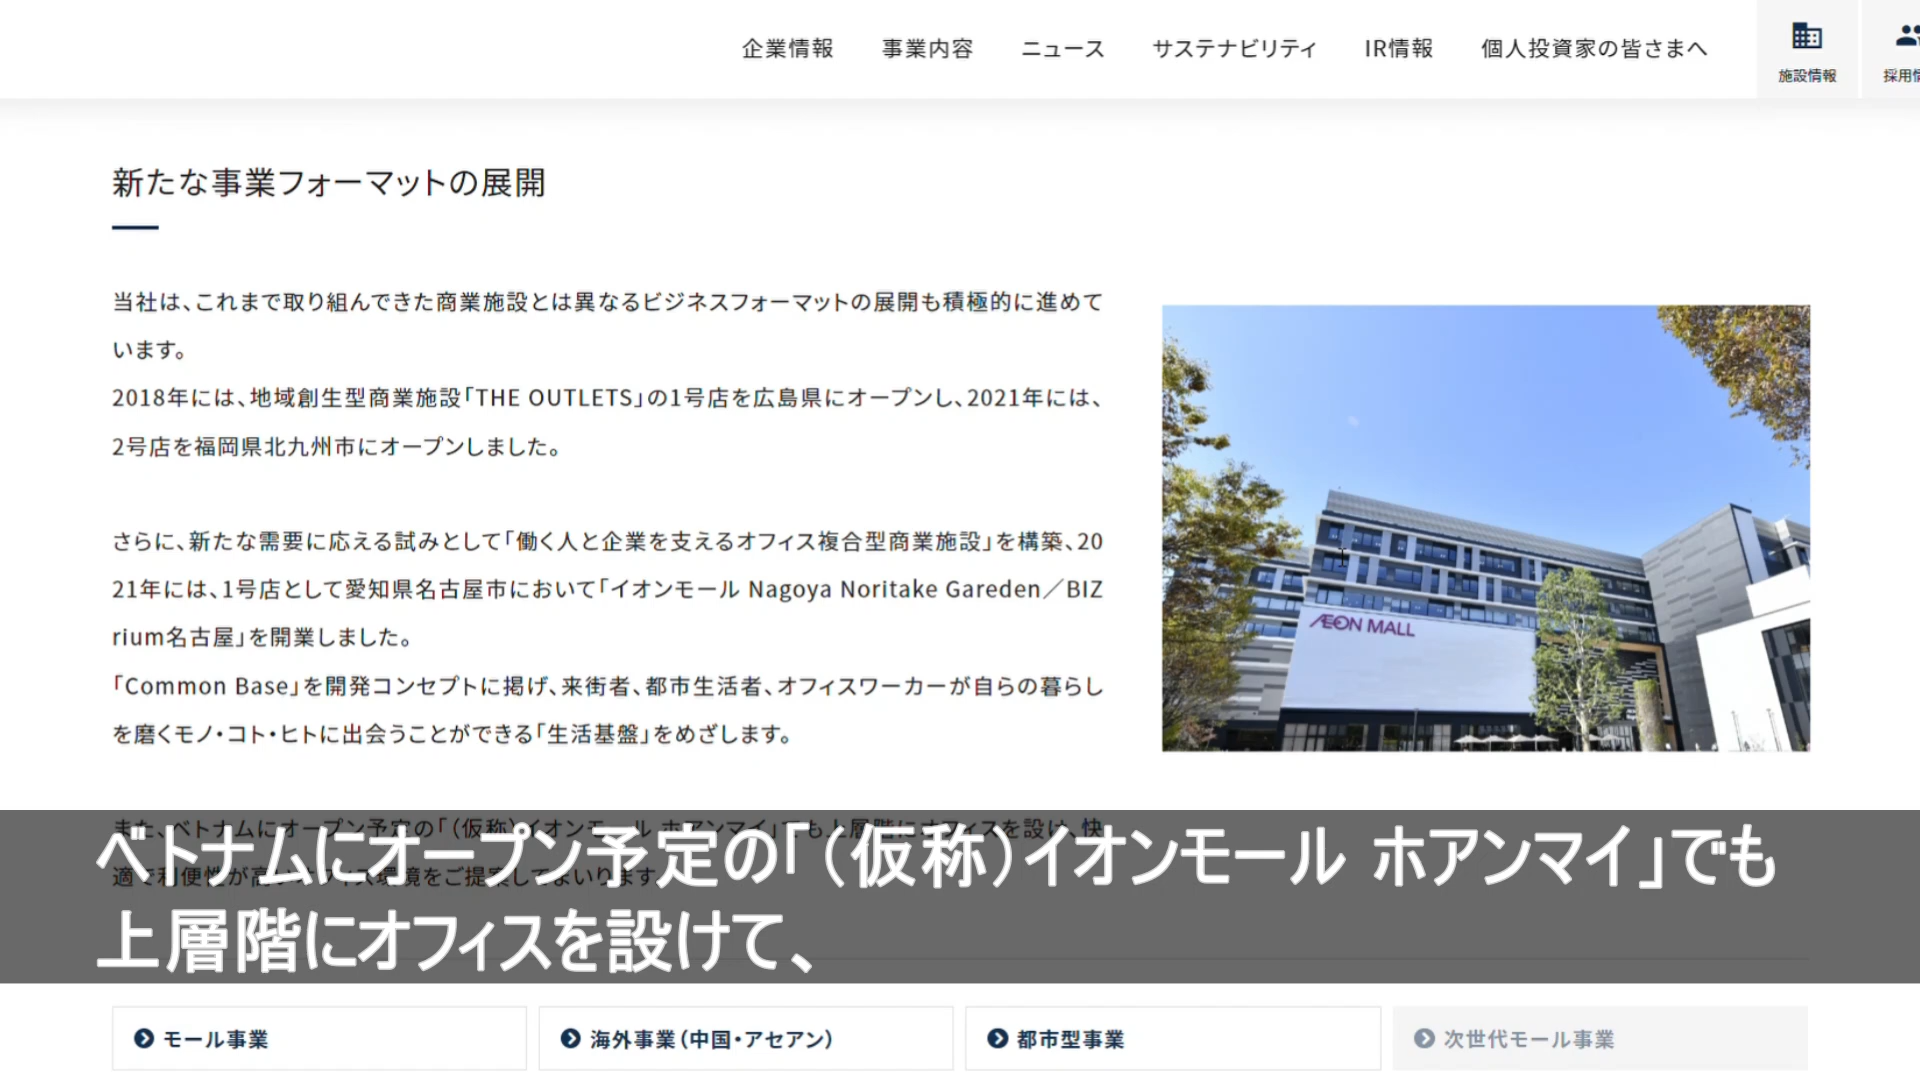 企業情報
事業内容
ニュース
サステナビリティ
IR情報
個人投資家の皆さまへ
施設情報
採用情
新たな事業フォーマットの展開
当社は、これまで取り組んできた商業施設とは異なるビジネスフォーマットの展開も積極的に進めて
います。
2018年には、地域創生型商業施設「THE OUTLETS」の1号店を広島県にオープンし、2021年には、
2号店を福岡県北九州市にオープンしました。
さらに、新たな需要に応える試みとして「働く人と企業を支えるオフィス複合型商業施設」を構築、20
21年には、1号店として愛知県名古屋市において「イオンモール Nagoya Noritake Gareden／BIZ
rium名古屋」を開業しました。
「Common Base」を開発コンセプトに掲げ、来街者、都市生活者、オフィスワーカーが自らの暮らし
を磨くモノ・コト・ヒトに出会うことができる「生活基盤」をめざします。
ÆON MALL
また、ベトナムにオープン予定の「（仮称）イオンモール ホアンマイ」でも上層階にオフィスを設け、快
適で利便性が高いオフィス環境をご提案してまいります。
ベトナムにオープン予定の「（仮称）イオンモール ホアンマイ」でも
上層階にオフィスを設けて、
モール事業
海外事業（中国・アセアン）
都市型事業
次世代モール事業